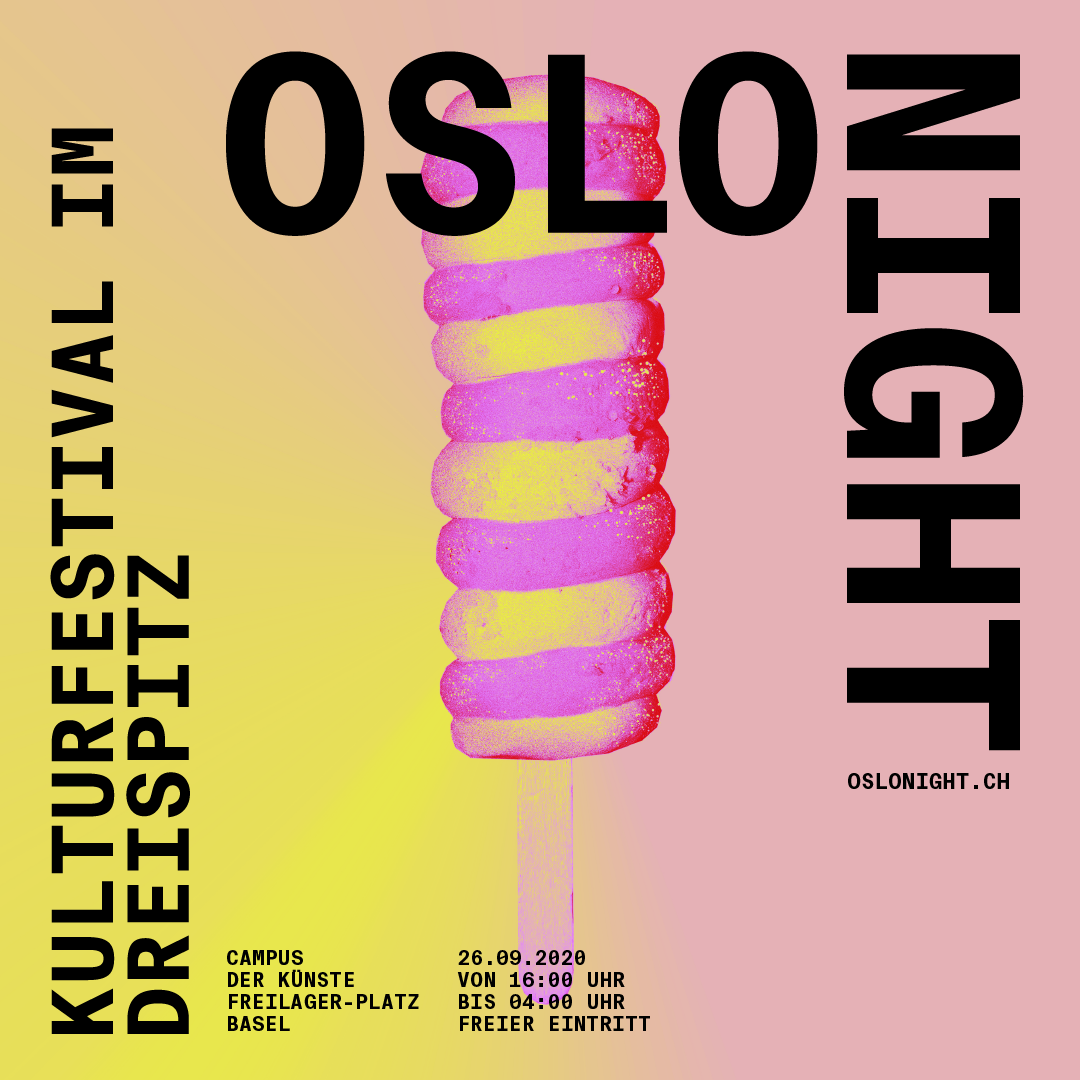 OSLO
NIGHT
KULTURFESTIVAL IM
DREISPITZ
OSLONIGHT.CH
CAMPUS
DER KÜNSTE
FREILAGER-PLATZ
BASEL
26.09.2020
VON 16:00 UHR
BIS 04:00 UHR
FREIER EINTRITT